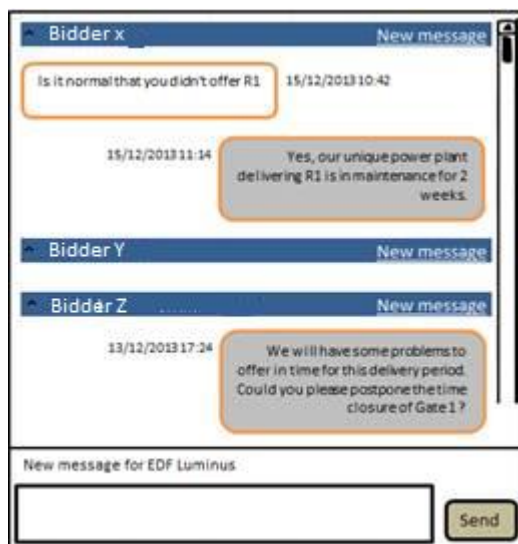 Bidder x
New message
Is it normal that you didn't offer R1
15/12/2013 10:42
15/12/2013 11:14
Yes, our unique power plant
delivering R1 is in maintenance for 2
weeks.
Bidder Y
New message
Bidder Z
New message
13/12/2013 17:24
We will have some problems to
offer in time for this delivery period.
Could you please postpone the time
closure of Gate 1 ?
New message for EDF Luminus
Send